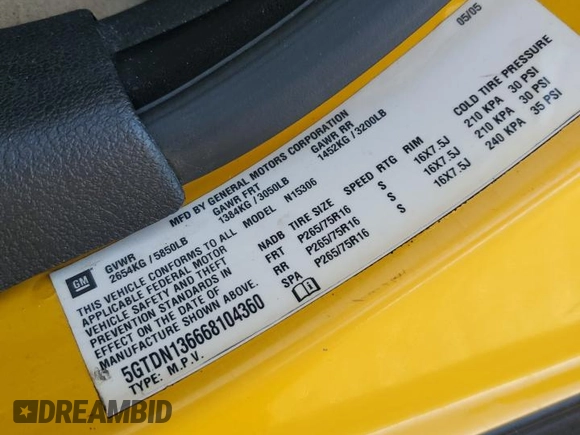 05/05
MFD BY GENERAL MOTORS CORPORATION
GM
GVWR GAWR FRT GAWR RR
2654KG / 5850LB 1384KG / 3050LB 1452KG / 3200LB
THIS VEHICLE CONFORMS TO ALL
APPLICABLE FEDERAL MOTOR
VEHICLE SAFETY AND THEFT
PREVENTION STANDARDS IN
EFFECT ON THE DATE OF
MANUFACTURE SHOWN ABOVE.
5GTDN136668104360
TYPE: M.P.V.
MODEL N15306
NADB TIRE SIZE SPEED RTG RIM COLD TIRE PRESSURE
FRT P265/75R16 S 16X7.5J 210 KPA 30 PSI
RR P265/75R16 S 16X7.5J 210 KPA 30 PSI
SPA P265/75R16 S 16X7.5J 240 KPA 35 PSI
DREAMBID